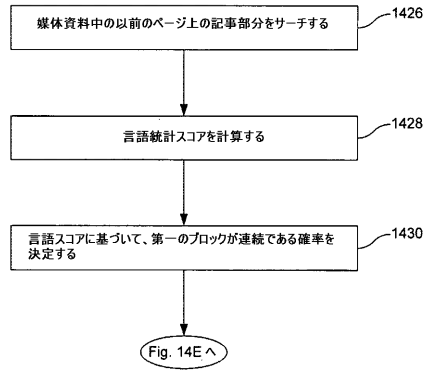 媒体資料中の以前のページ上の記事部分をサーチする
1426
言語統計スコアを計算する
1428
言語スコアに基づいて、第一のブロックが連続である確率を
決定する
1430
Fig. 14E へ